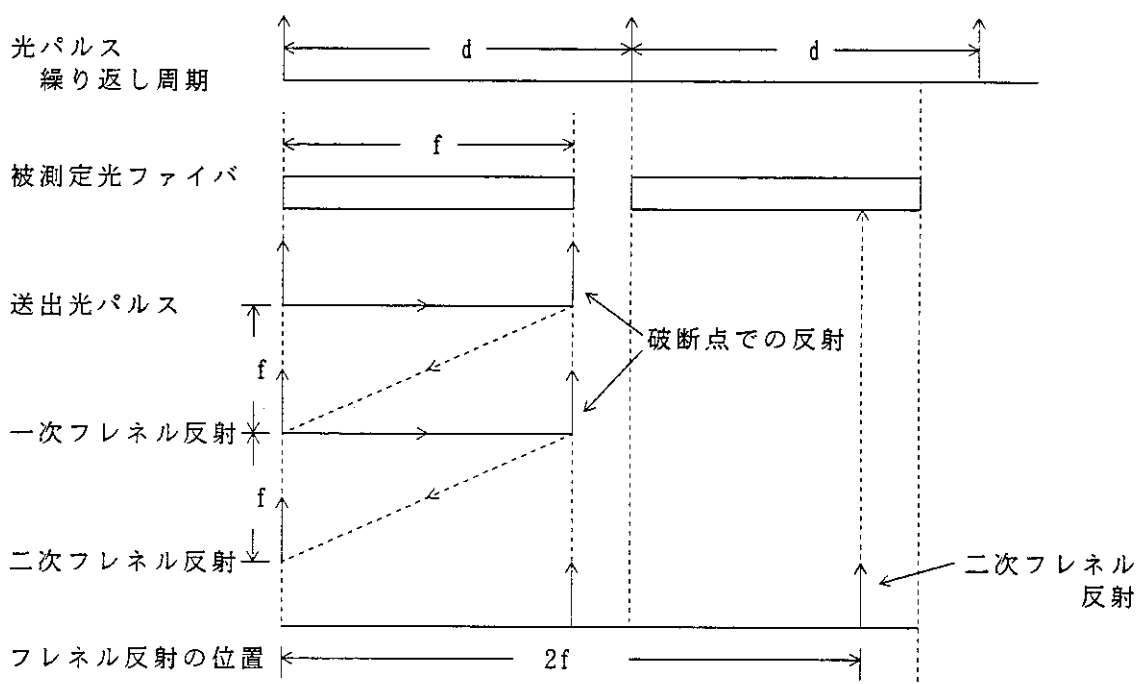 光パルス
繰り返し周期
d
d
f
被測定光ファイバ
送出光パルス
破断点での反射
f
一次フレネル反射
f
二次フレネル反射
二次フレネル
反射
フレネル反射の位置
2f